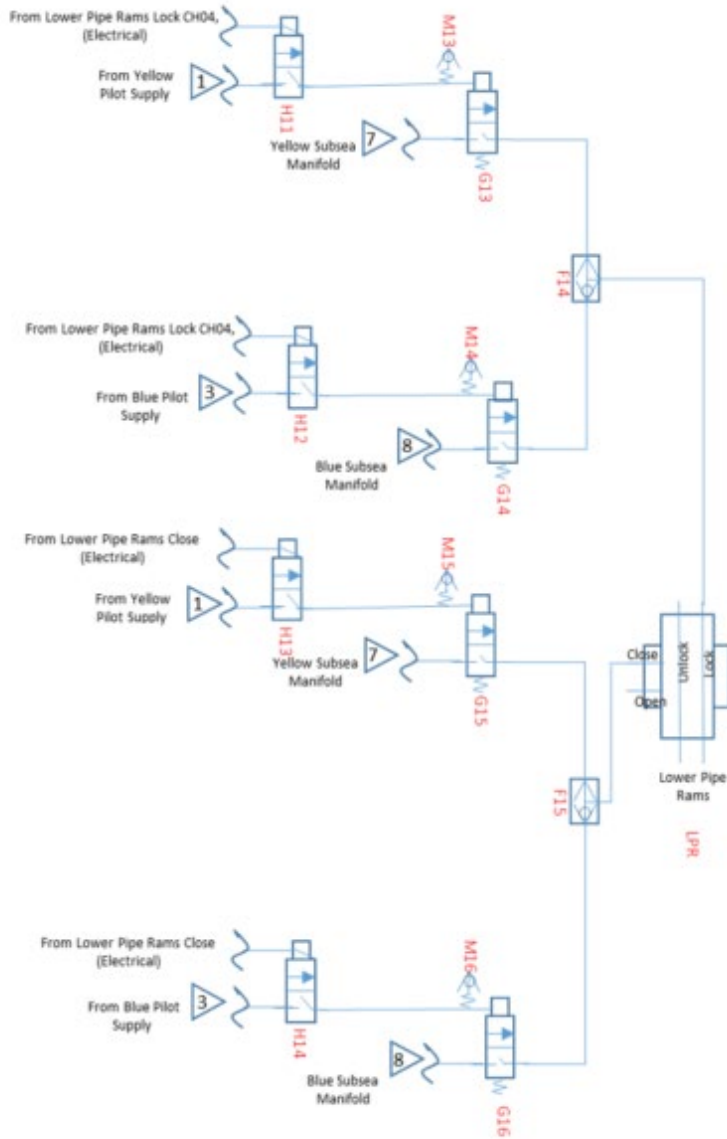 From Lower Pipe Rams Lock CH04,
(Electrical)
M13
From Yellow
Pilot Supply
1
H11
Yellow Subsea
Manifold
7
G13
F14
From Lower Pipe Rams Lock CH04,
(Electrical)
M14
From Blue Pilot
Supply
3
H12
Blue Subsea
Manifold
8
G14
From Lower Pipe Rams Close
(Electrical)
M15
From Yellow
Pilot Supply
1
H13
Yellow Subsea
Manifold
7
G15
Close
Open
Unlock
Lock
Lower Pipe
Rams
LPR
F15
From Lower Pipe Rams Close
(Electrical)
M16
From Blue Pilot
Supply
3
H14
Blue Subsea
Manifold
8
G16